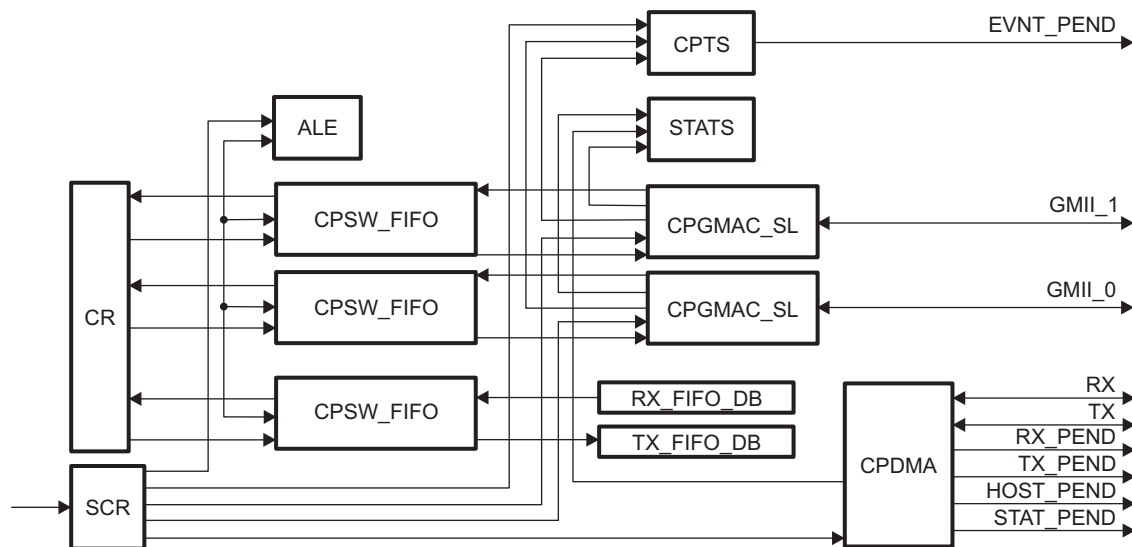 EVNT_PEND
CPTS
ALE
STATS
CPSW_FIFO
CPGMAC_SL
GMII_1
CR
CPSW_FIFO
CPGMAC_SL
GMII_0
CPSW_FIFO
RX_FIFO_DB
TX_FIFO_DB
RX
TX
RX_PEND
CPDMA
TX_PEND
HOST_PEND
STAT_PEND
SCR